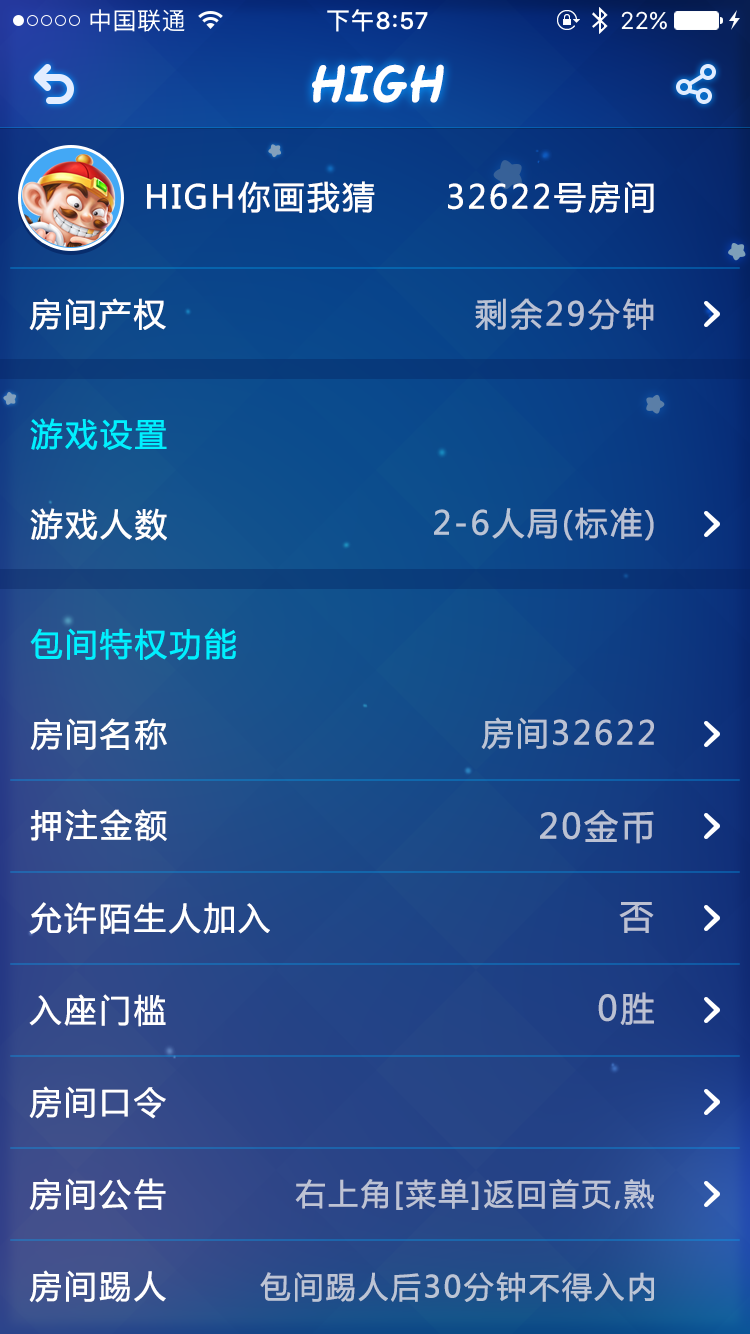 中国联通 下午8:57 22%
HIGH
HIGH你画我猜 32622号房间
房间产权 剩余29分钟
游戏设置
游戏人数 2-6人局(标准)
包间特权功能
房间名称 房间32622
押注金额 20金币
允许陌生人加入 否
入座门槛 0胜
房间口令
房间公告 右上角[菜单]返回首页,熟
房间踢人 包间踢人后30分钟不得入内